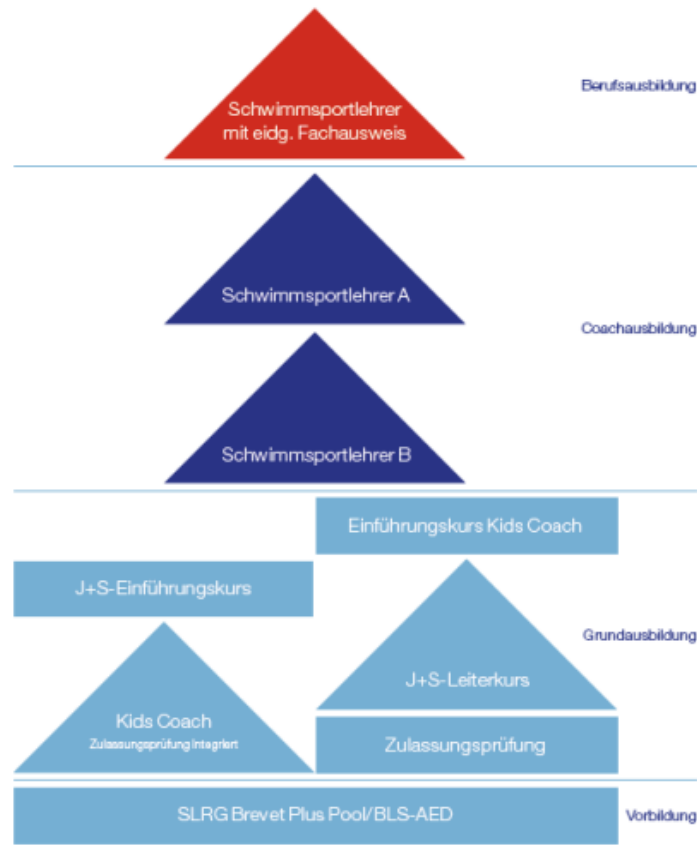 Schwimmsportlehrer
mit eidg. Fachausweis
Berufsausbildung
Schwimmsportlehrer A
Coachausbildung
Schwimmsportlehrer B
Einführungskurs Kids Coach
J+S-Einführungskurs
Grundausbildung
J+S-Leiterkurs
Kids Coach
Zulassungsprüfung integriert
Zulassungsprüfung
SLRG Brevet Plus Pool/BLS-AED
Vorbildung